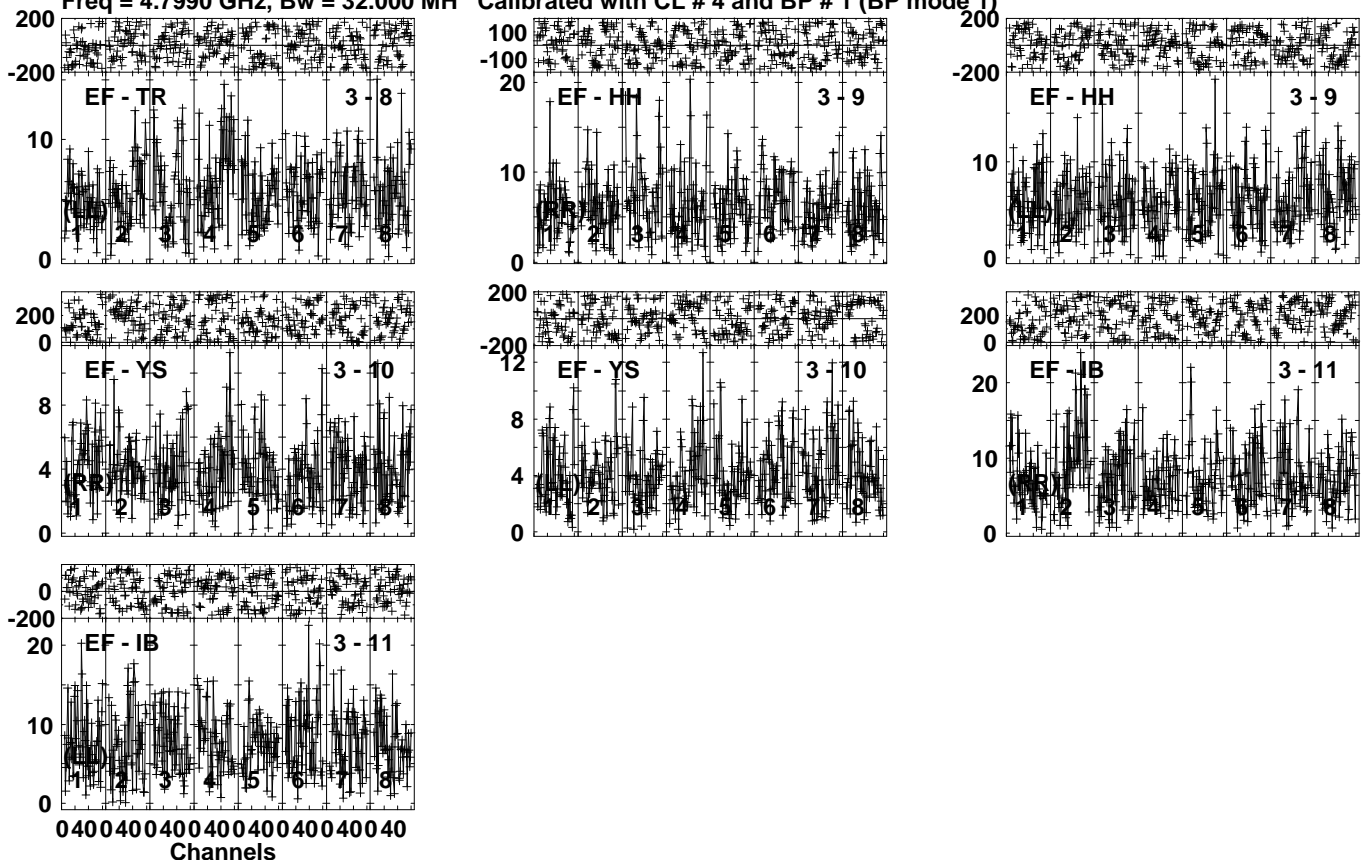 Freq = 4.7990 GHz, Bw = 32.000 MH Calibrated with CL # 4 and BP # 1 (BP mode 1)
200
-200
EF - TR 3 - 8
10
(LL)
1 2 3 4 5 6 7 8
0
100
-100
20
EF - HH 3 - 9
10
(RR)
1 2 3 4 5 6 7 8
0
200
-200
EF - HH 3 - 9
10
(LL)
1 2 3 4 5 6 7 8
0
200
0
EF - YS 3 - 10
8
4
(RR)
1 2 3 4 5 6 7 8
0
200
-200
12
EF - YS 3 - 10
8
4
(LL)
1 2 3 4 5 6 7 8
0
200
0
EF - IB 3 - 11
20
10
(RR)
1 2 3 4 5 6 7 8
0
0
-200
EF - IB 3 - 11
20
10
(LL)
1 2 3 4 5 6 7 8
0
0 40 0 40 0 40 0 40 0 40 0 40 0 40 0 40
Channels